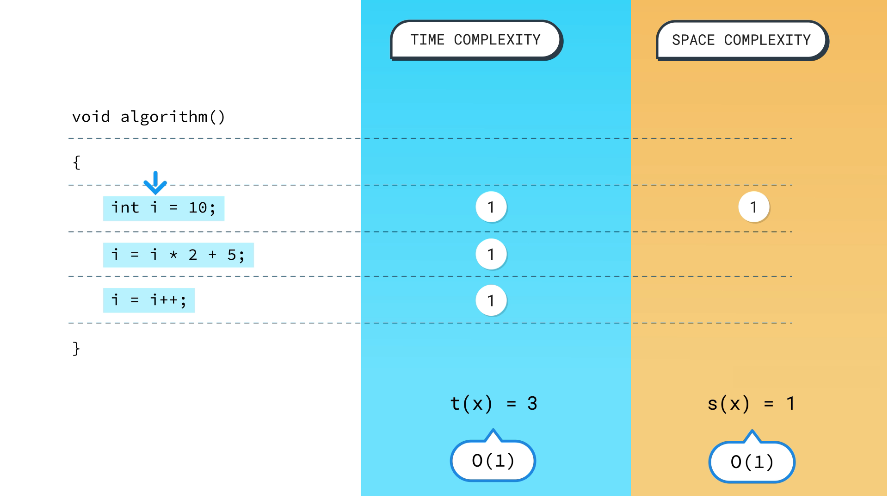 TIME COMPLEXITY
SPACE COMPLEXITY
void algorithm()
{
int i = 10; 1 1
i = i * 2 + 5; 1
i = i++; 1
}
t(x) = 3 s(x) = 1
O(1) O(1)